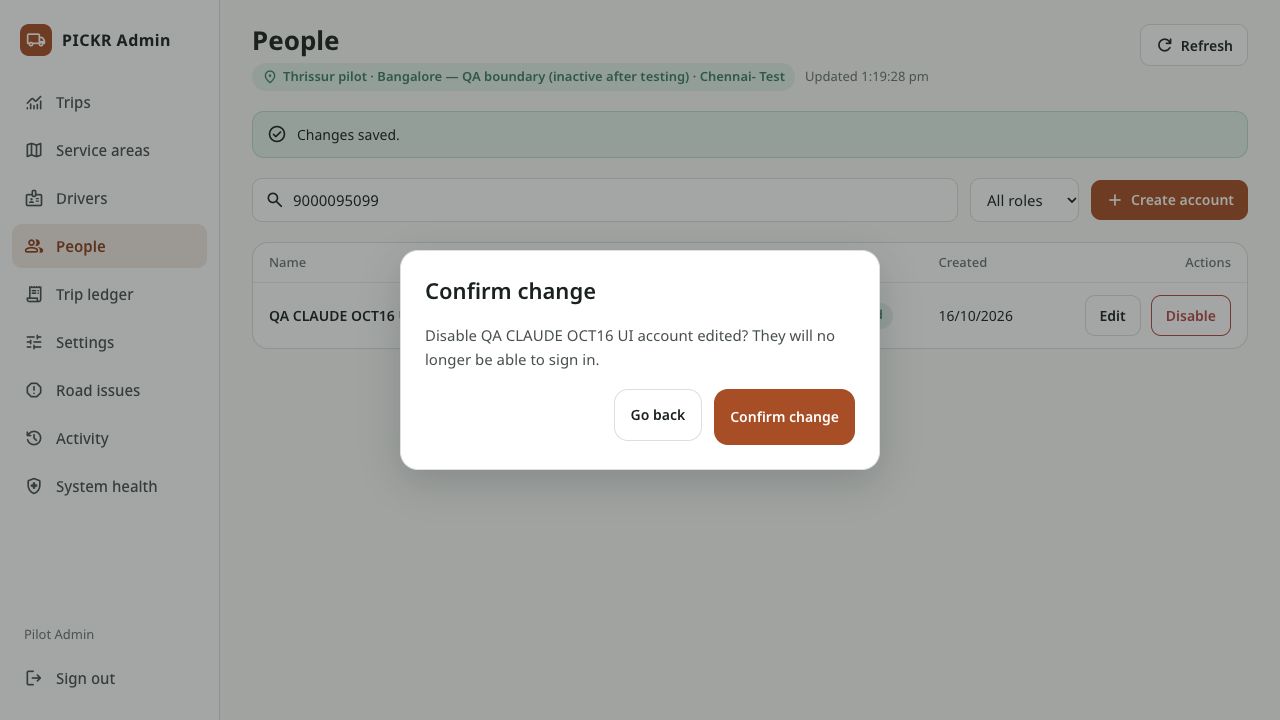 PICKR Admin
Trips
Service areas
Drivers
People
Trip ledger
Settings
Road issues
Activity
System health
Pilot Admin
Sign out
People
Refresh
Thrissur pilot · Bangalore — QA boundary (inactive after testing) · Chennai- Test
Updated 1:19:28 pm
Changes saved.
9000095099
All roles
Create account
Name
Created
Actions
QA CLAUDE OCT16
16/10/2026
Edit
Disable
Confirm change
Disable QA CLAUDE OCT16 UI account edited? They will no
longer be able to sign in.
Go back
Confirm change